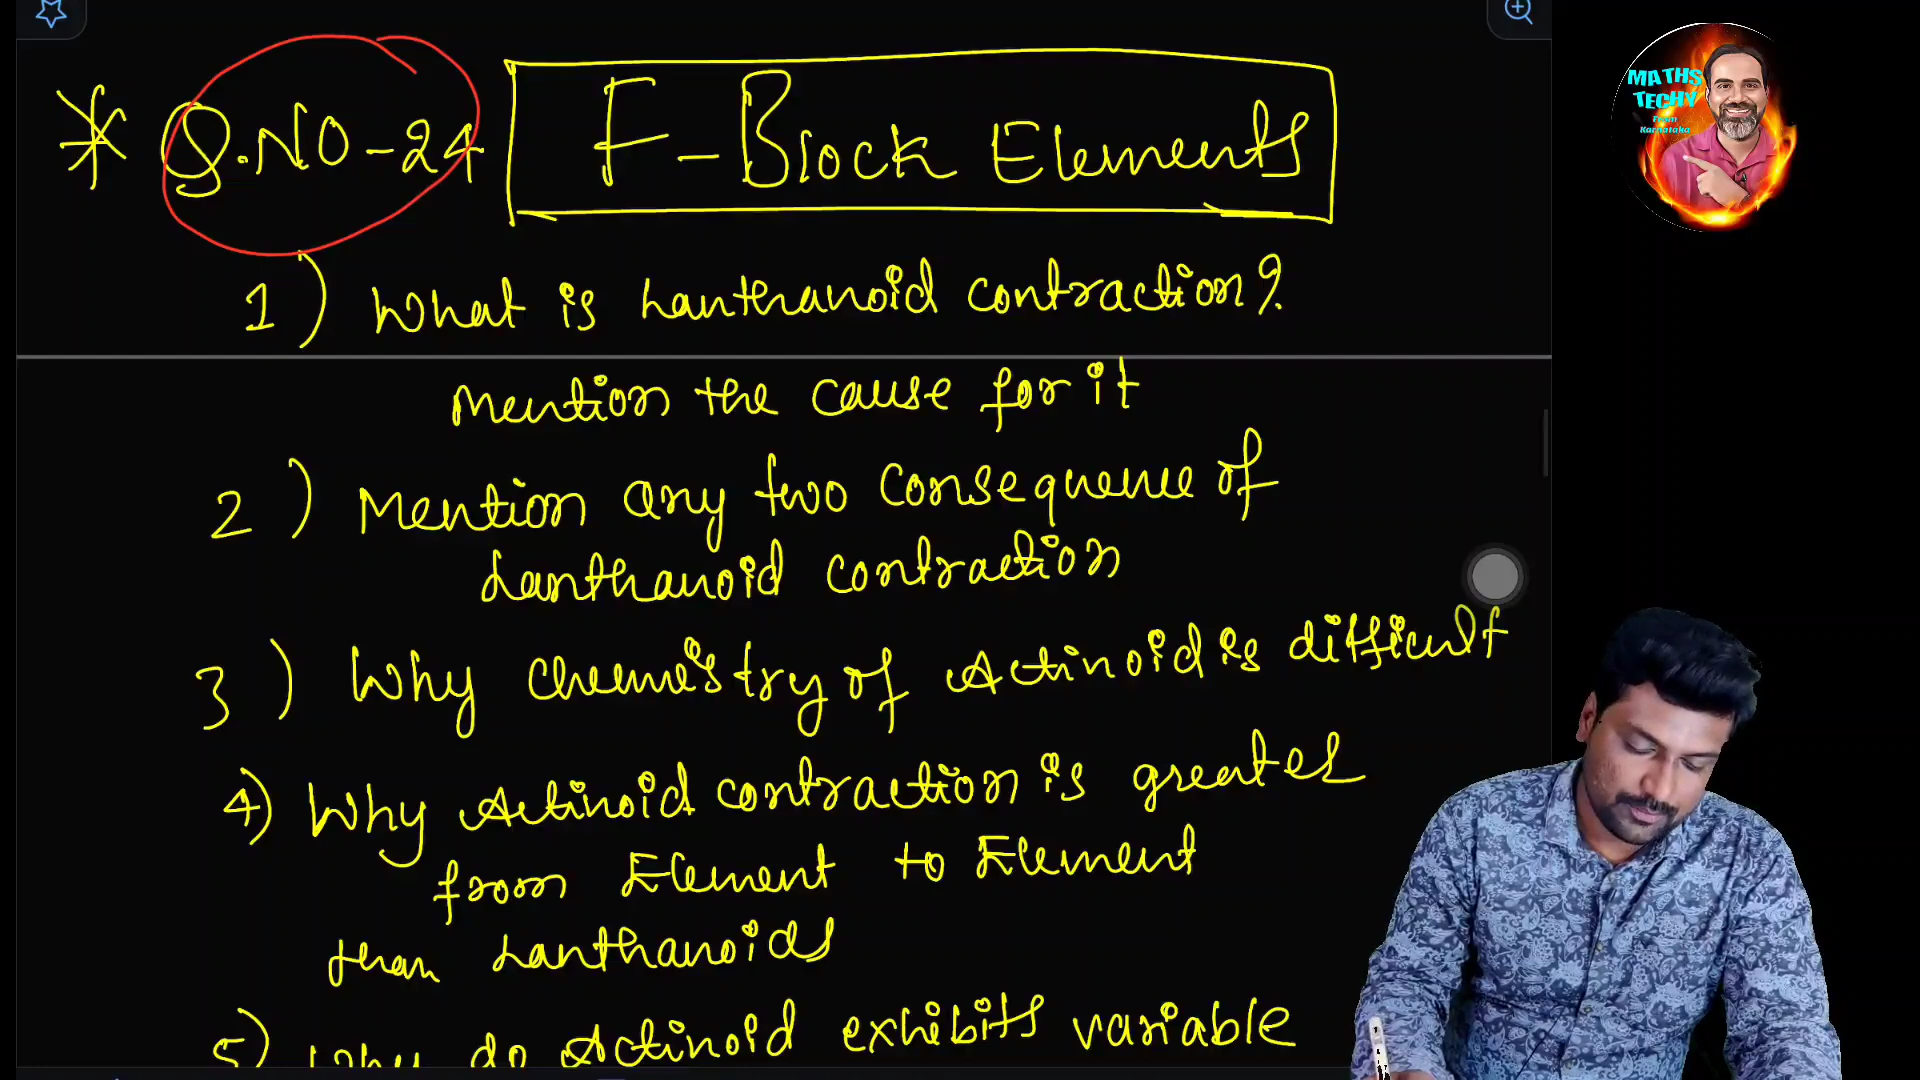 * Q.NO-24 F-Block Elements
MATHS
TECHY
From
Karnataka
1) What is Lanthanoid contraction?
Mention the cause for it
2) Mention any two consequence of
Lanthanoid contraction
3) Why chemistry of Actinoid is difficult
4) Why Actinoid contraction is greater
from Element to Element
than Lanthanoids
5) Why do Actinoid exhibits variable